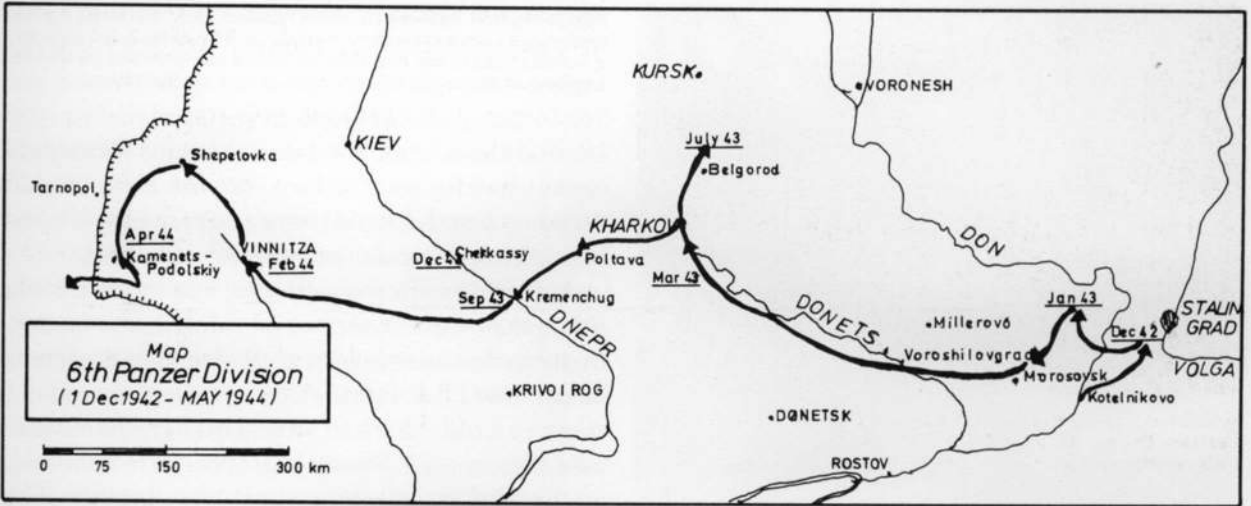 KURSK
VORONESH
KIEV
July 43
Belgorod
Shepetovka
Tarnopol
DON
Apr 44
Kamenets -
Podolskiy
VINNITZA
Feb 44
KHARKOV
Poltava
Dec 43
Cherkassy
Sep 43
Kremenchug
Mar 43
DONETS
DNEPR
Millerovo
Jan 43
Dec 42
STALIN
GRAD
VOLGA
Voroshilovgrad
Morosovsk
Kotelnikovo
KRIVOI ROG
DONETSK
ROSTOV
Map
6th Panzer Division
(1 Dec 1942 - MAY 1944)
0 75 150 300 km